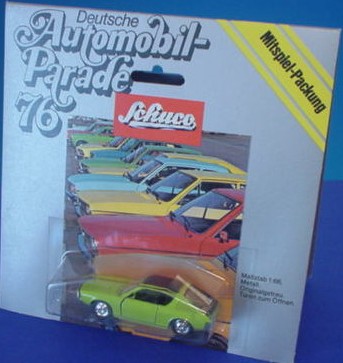 Deutsche
Automobil-
Parade
76
Mitspiel-Packung
Schuco
Maßstab 1:66,
Metall.
Originalgetreu.
Türen zum Öffnen.